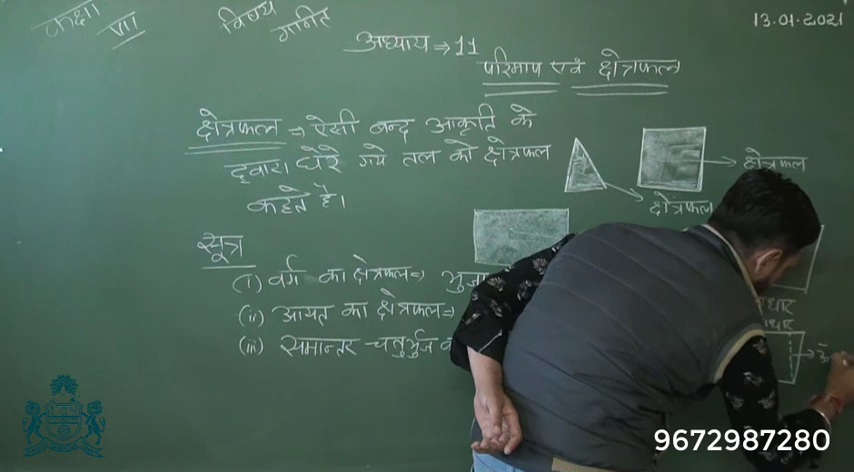 कक्षा VII
विषय गणित
13.01.2021
अध्याय ⇒ 11
परिमाप एवं क्षेत्रफल
क्षेत्रफल ⇒ ऐसी बन्द आकृति के
द्वारा घेरे गये तल को क्षेत्रफल
कहते है।
क्षेत्रफल
क्षेत्रफल
सूत्र
(i) वर्ग का क्षेत्रफल ⇒ भुजा
(ii) आयत का क्षेत्रफल ⇒
(iii) समान्तर चतुर्भुज
9672987280